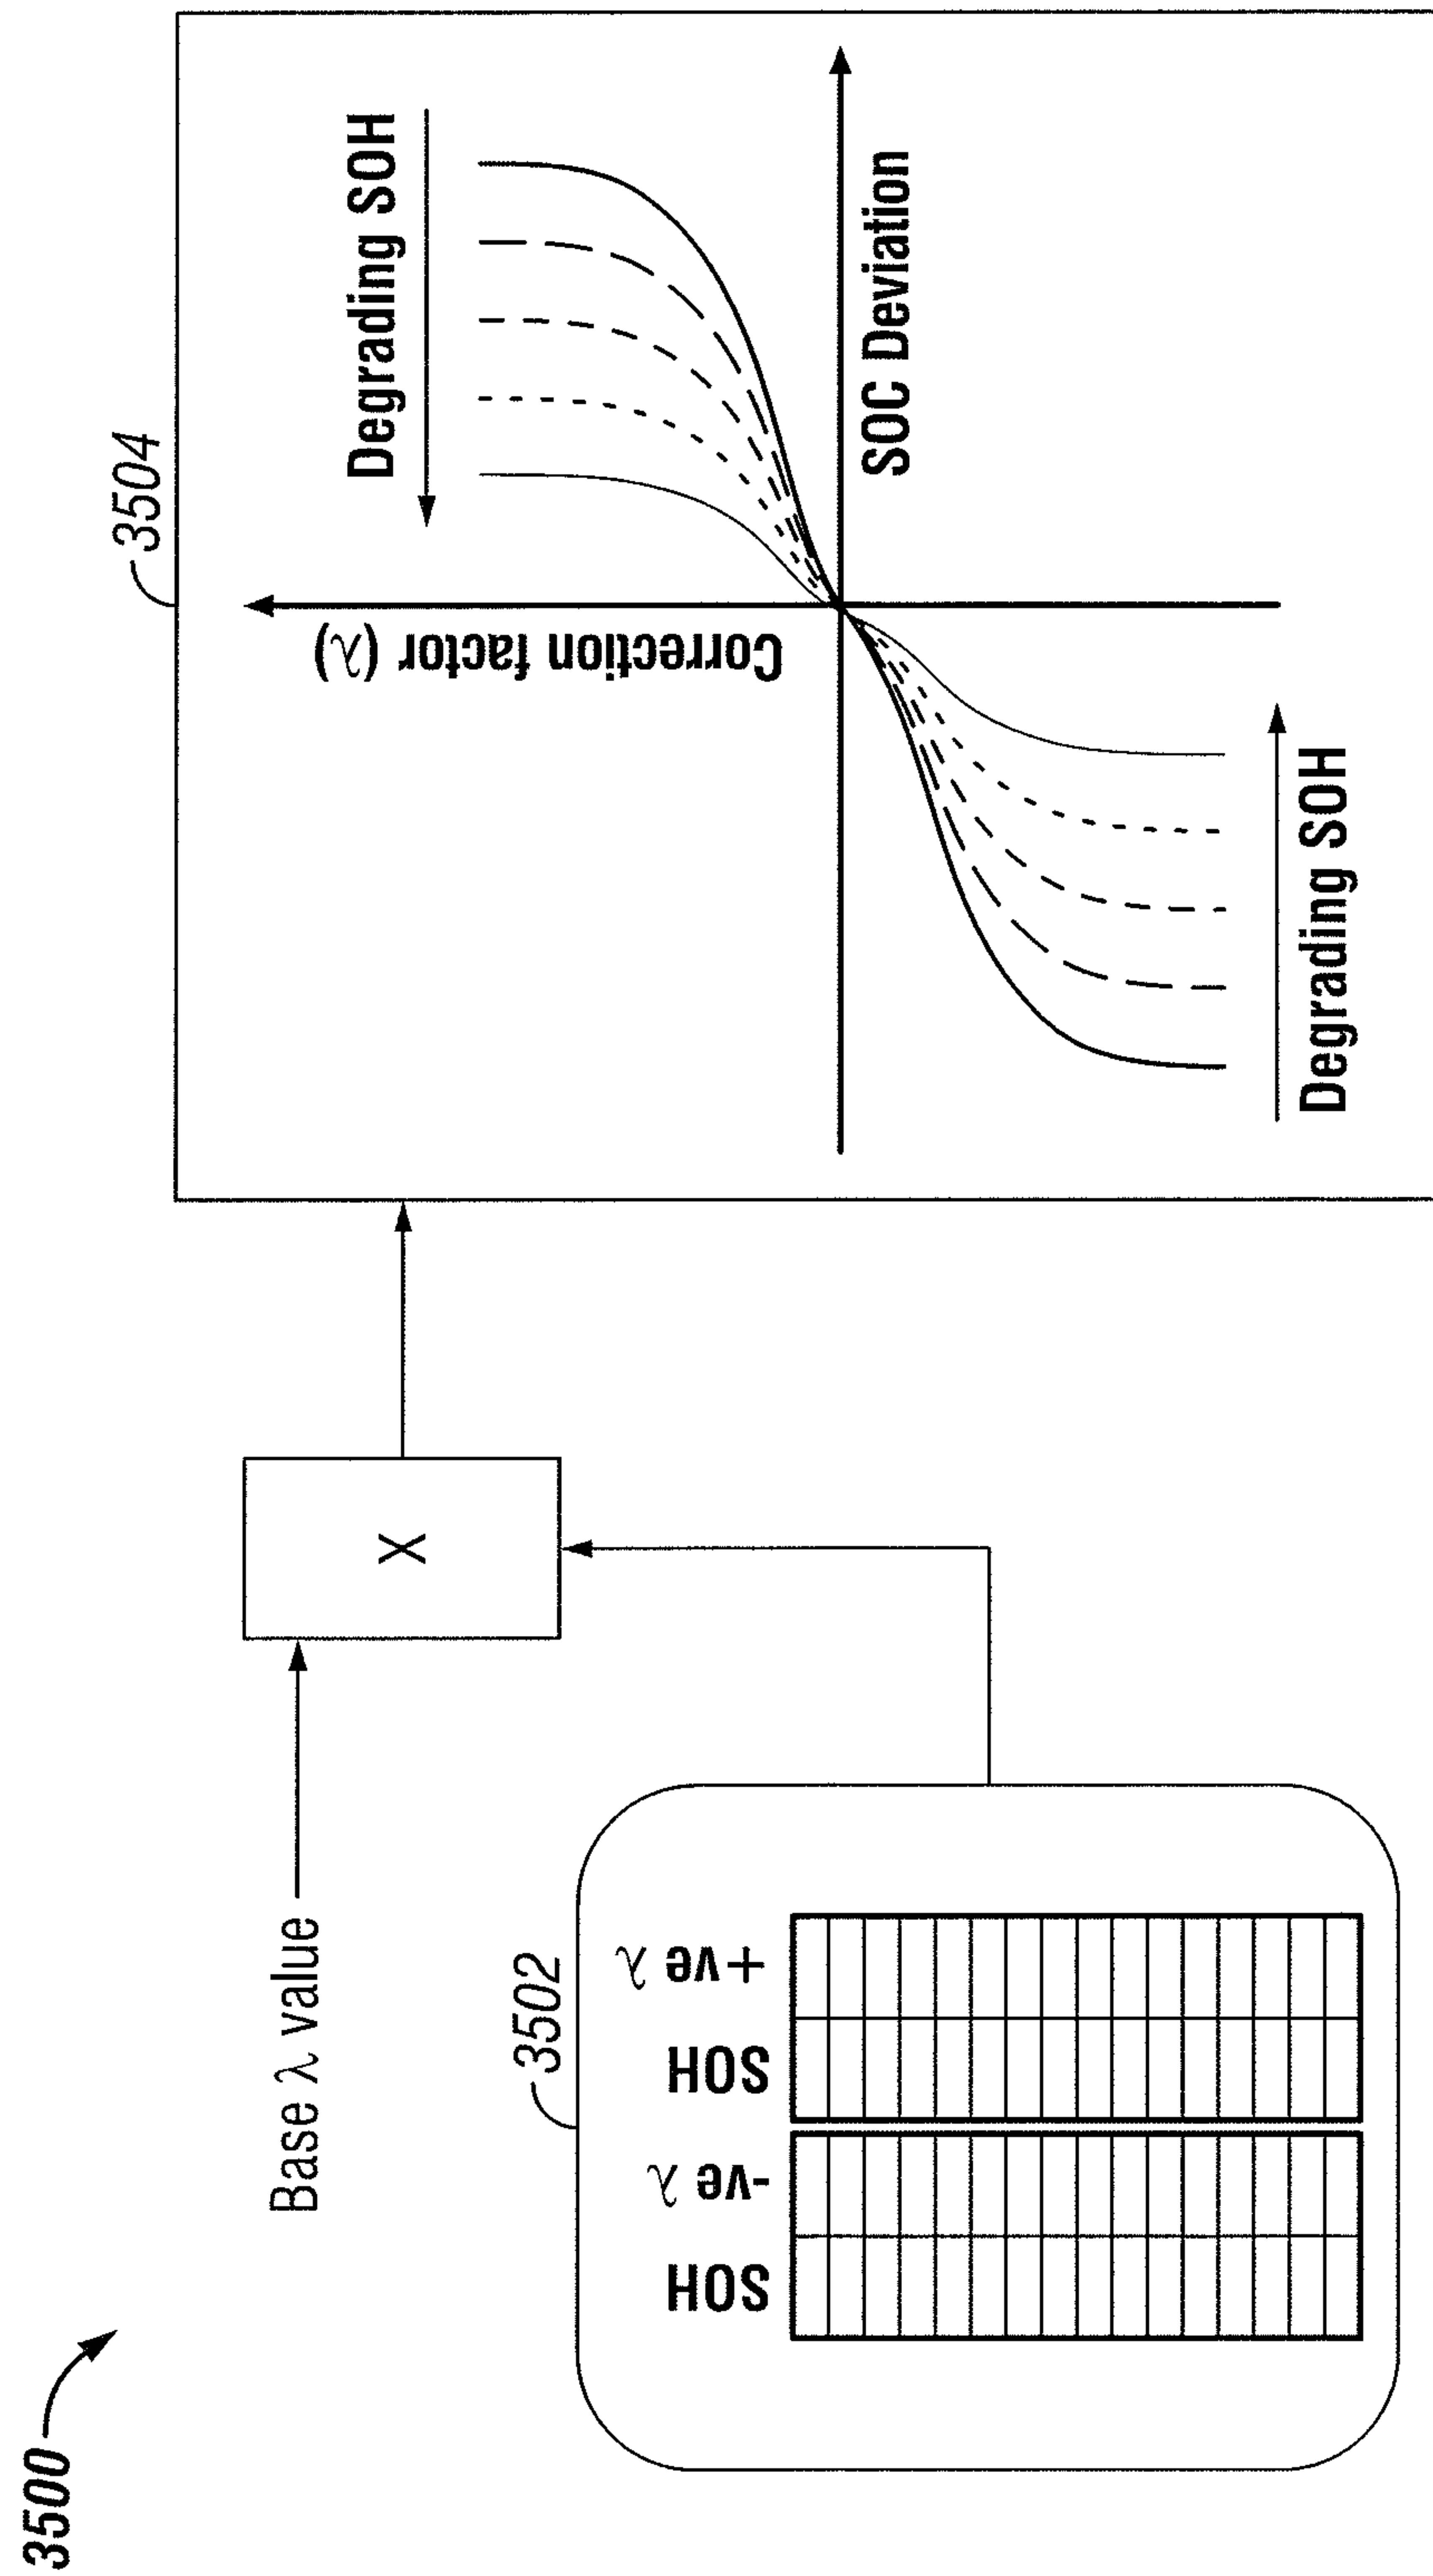 3500
Base λ value
X
3502
SOH
-ve λ
SOH
+ve λ
3504
Correction factor (λ)
Degrading SOH
SOC Deviation
Degrading SOH